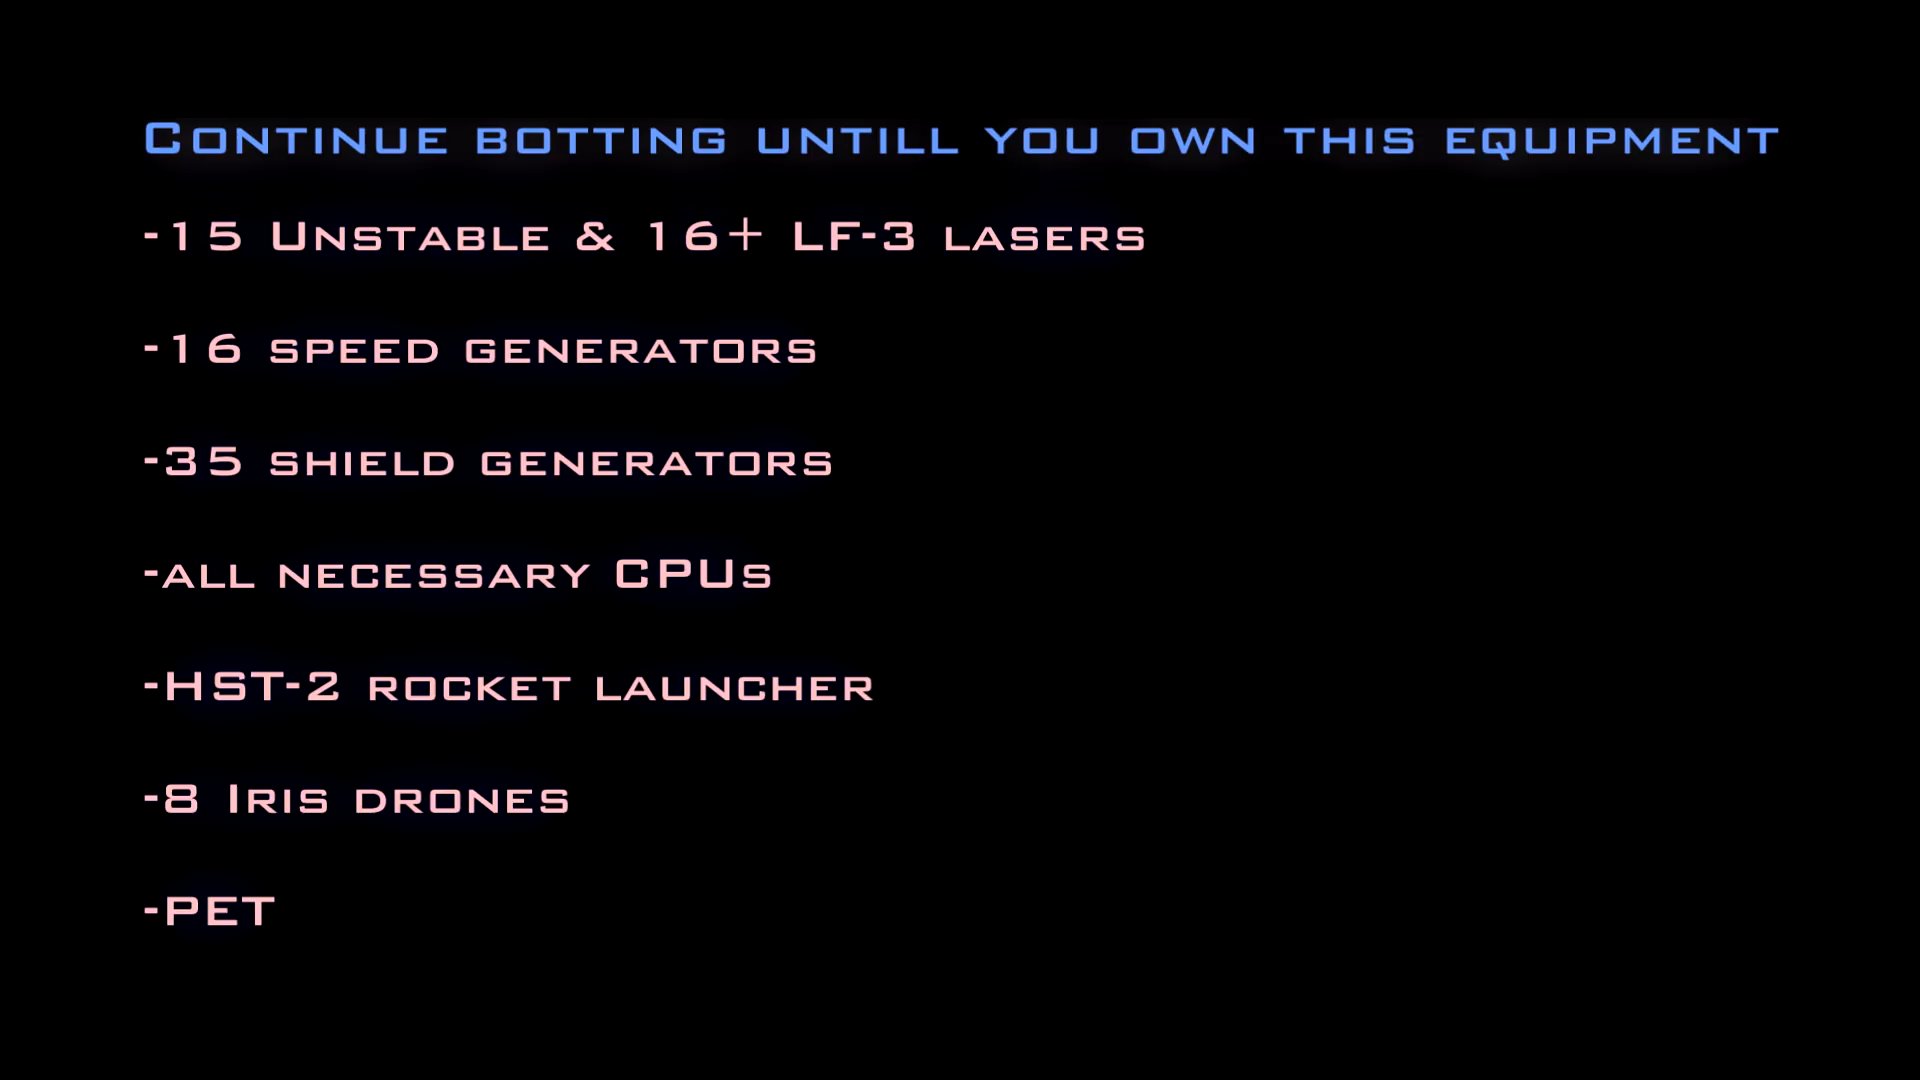 Continue botting untill you own this equipment
-15 Unstable & 16+ LF-3 lasers
-16 speed generators
-35 shield generators
-all necessary CPUs
-HST-2 rocket launcher
-8 Iris drones
-PET